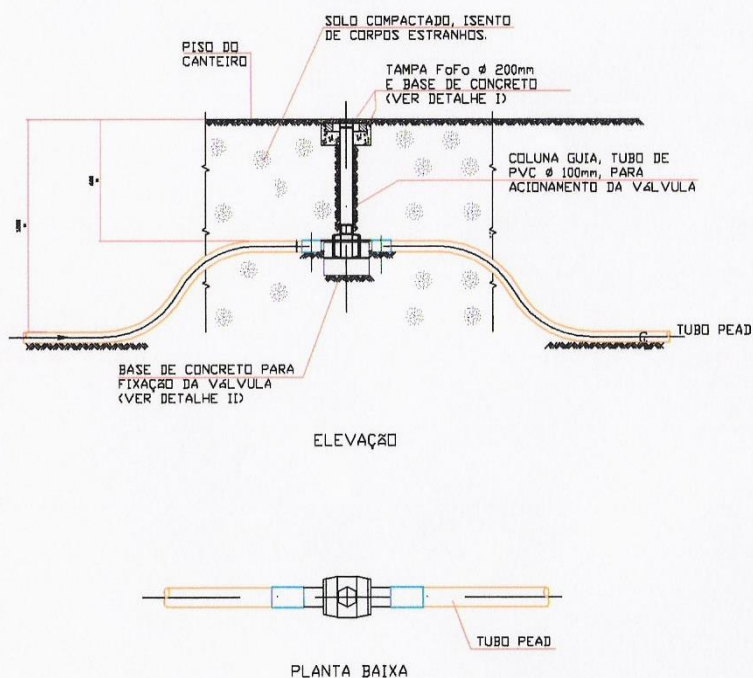 SOLO COMPACTADO, ISENTO
DE CORPOS ESTRANHOS.
PISO DO
CANTEIRO
TAMPA FoFo ø 200mm
E BASE DE CONCRETO
(VER DETALHE I)
COLUNA GUIA, TUBO DE
PVC ø 100mm, PARA
ACIONAMENTO DA VáLVULA
TUBO PEAD
BASE DE CONCRETO PARA
FIXAÇÃO DA VáLVULA
(VER DETALHE II)
ELEVAÇÃO
TUBO PEAD
PLANTA BAIXA